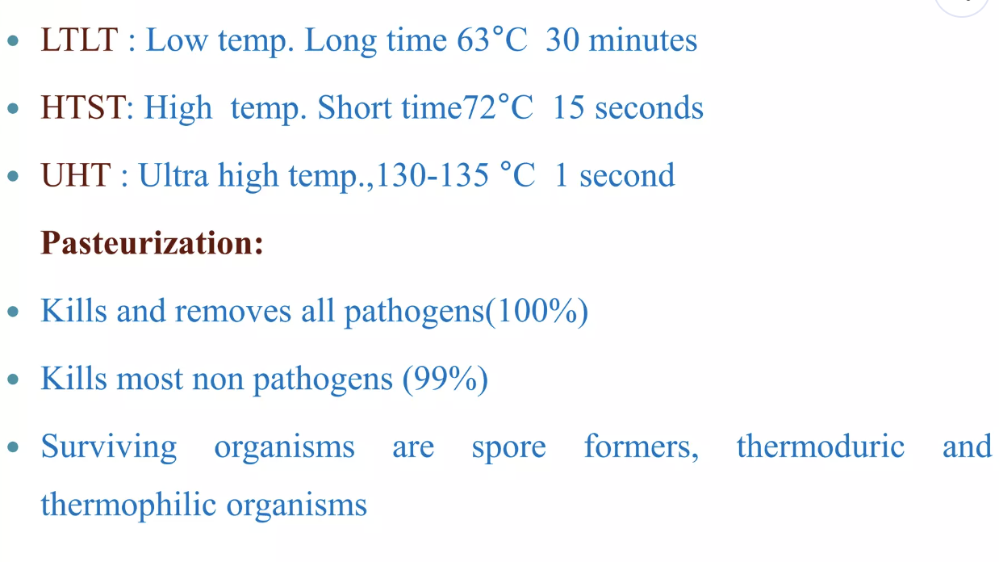 • LTLT : Low temp. Long time 63°C 30 minutes
• HTST: High temp. Short time72°C 15 seconds
• UHT : Ultra high temp.,130-135 °C 1 second
Pasteurization:
• Kills and removes all pathogens(100%)
• Kills most non pathogens (99%)
• Surviving organisms are spore formers, thermoduric and
thermophilic organisms